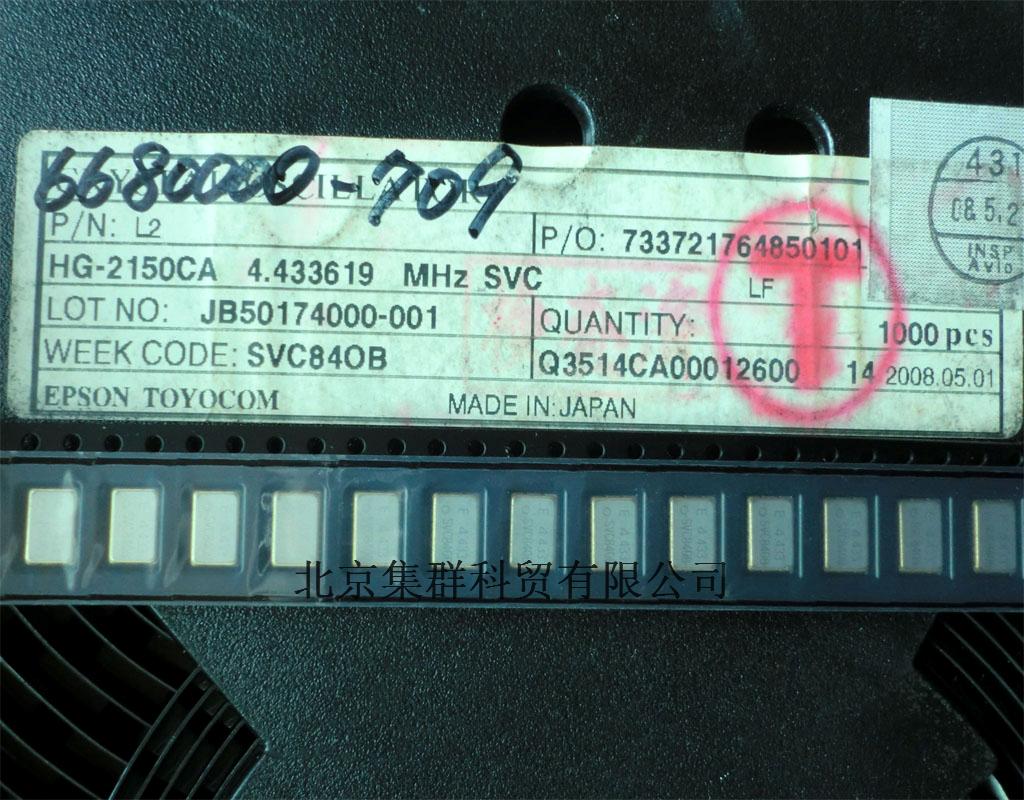 6680000-709
P/N: L2
P/O: 733721764850101
HG-2150CA 4.433619 MHz SVC
LF
LOT NO: JB50174000-001
QUANTITY: 1000 pcs
WEEK CODE: SVC84OB
Q3514CA00012600 14 2008.05.01
EPSON TOYOCOM
MADE IN JAPAN
T
431
08.5.2
INSP
北京集群科贸有限公司